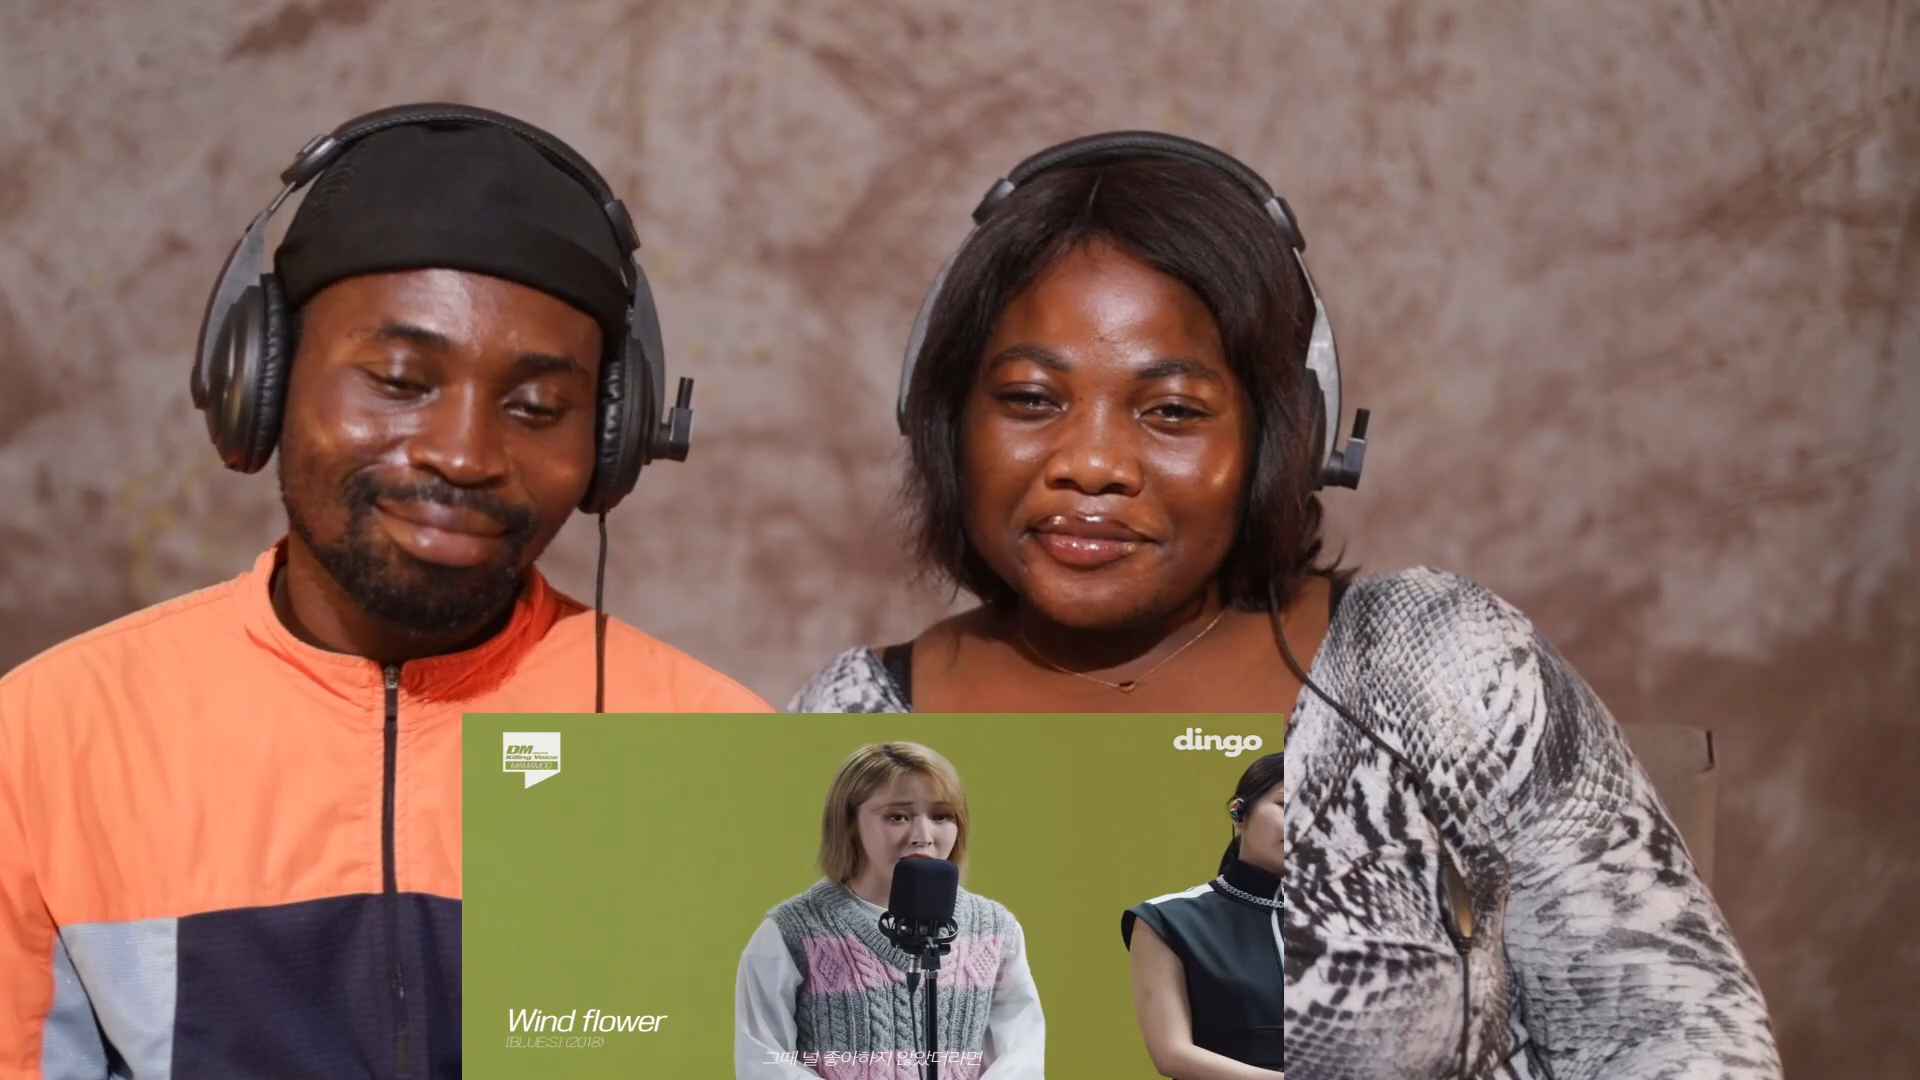 DM
Killing Voice
MAMAMOO
dingo
Wind flower
[BLUE;S] (2018)
그때 널 좋아하지 않았더라면